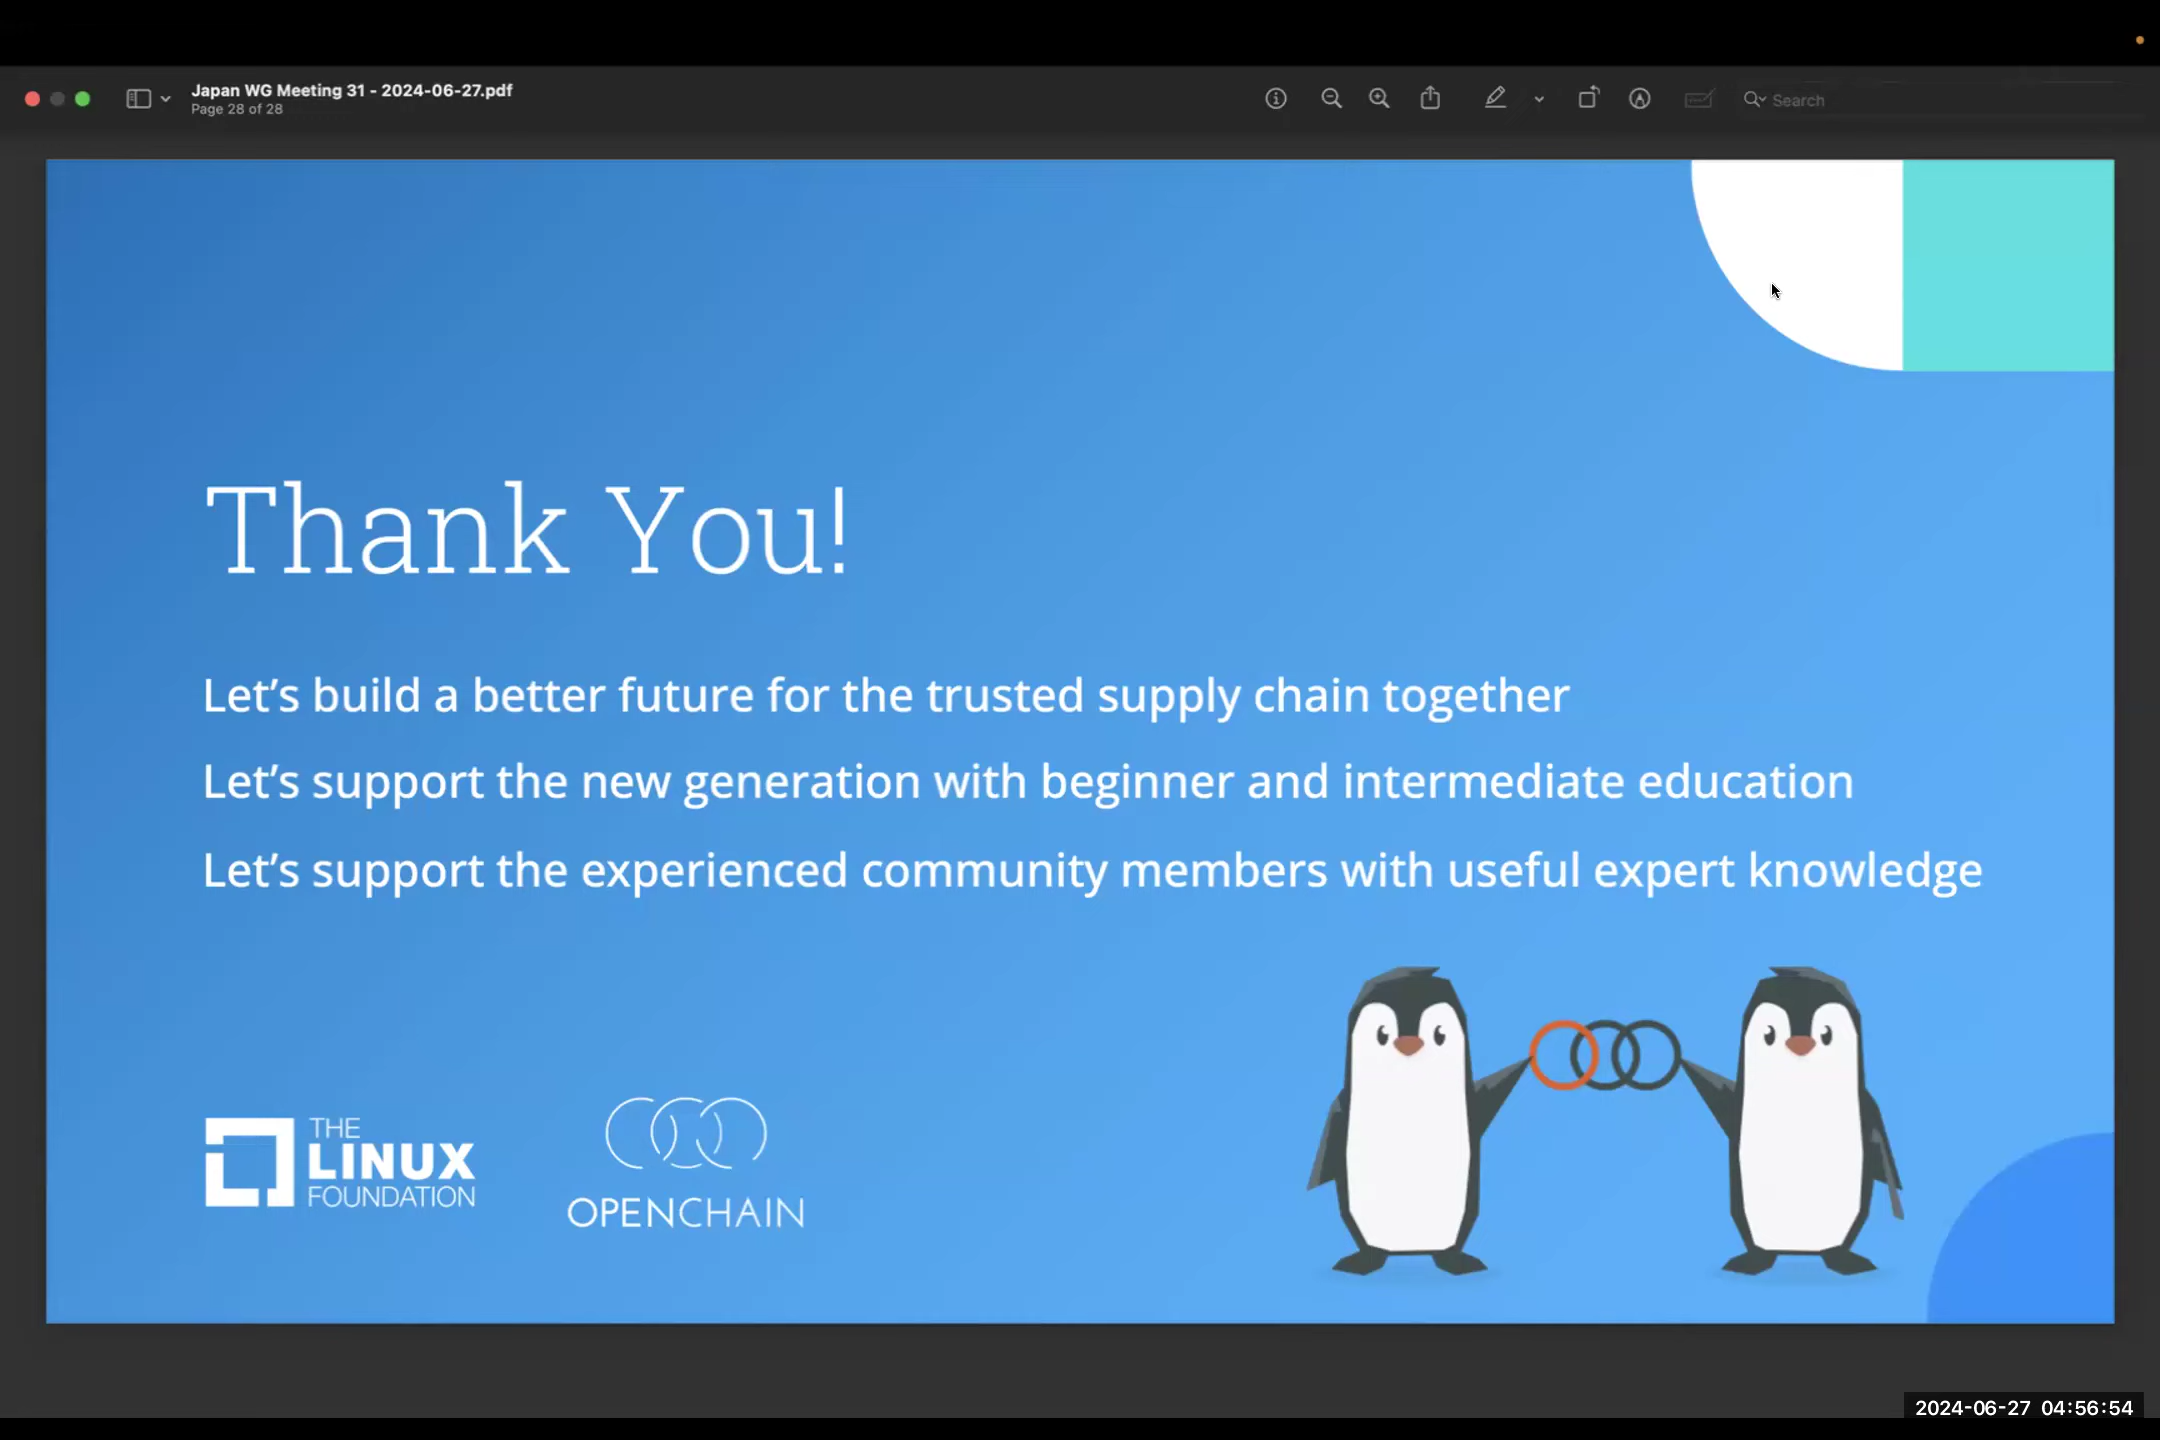 Japan WG Meeting 31 - 2024-06-27.pdf
Page 28 of 28
Search
Thank You!
Let’s build a better future for the trusted supply chain together
Let’s support the new generation with beginner and intermediate education
Let’s support the experienced community members with useful expert knowledge
THE
LINUX
FOUNDATION
OPENCHAIN
2024-06-27 04:56:54